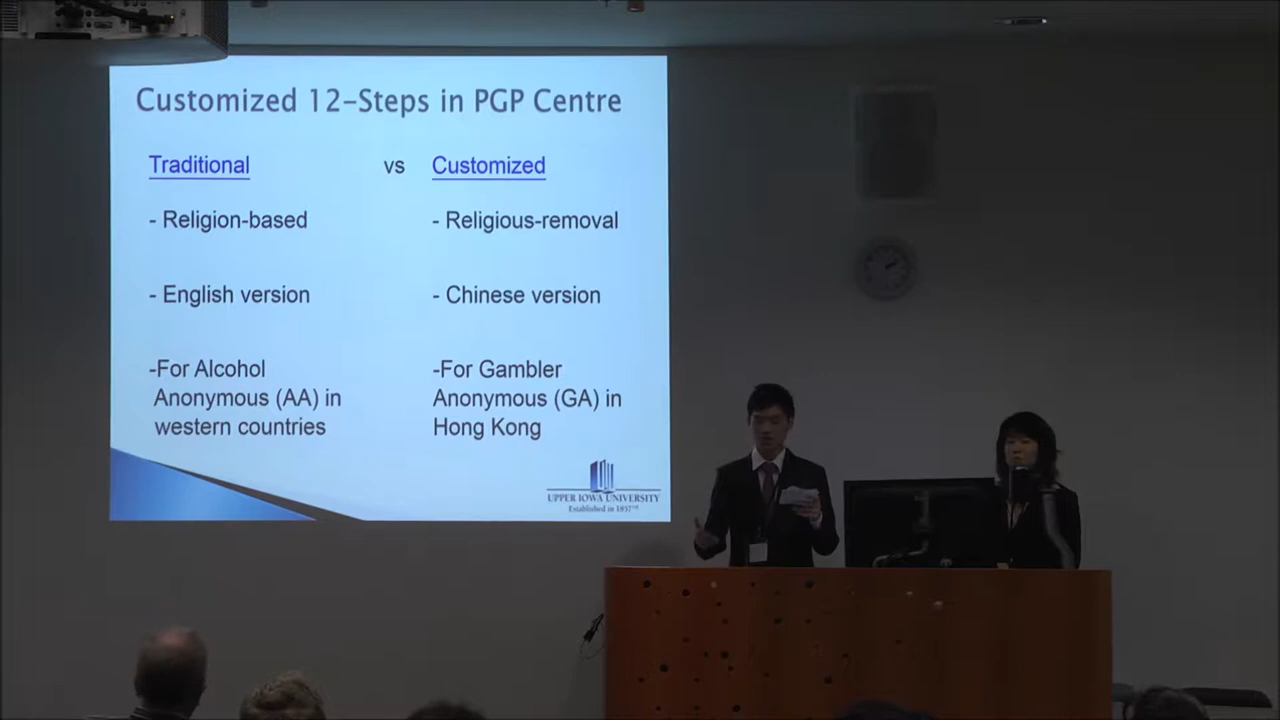 Customized 12-Steps in PGP Centre
Traditional vs Customized
- Religion-based - Religious-removal
- English version - Chinese version
-For Alcohol -For Gambler
Anonymous (AA) in Anonymous (GA) in
western countries Hong Kong
UPPER IOWA UNIVERSITY
Established in 1857™